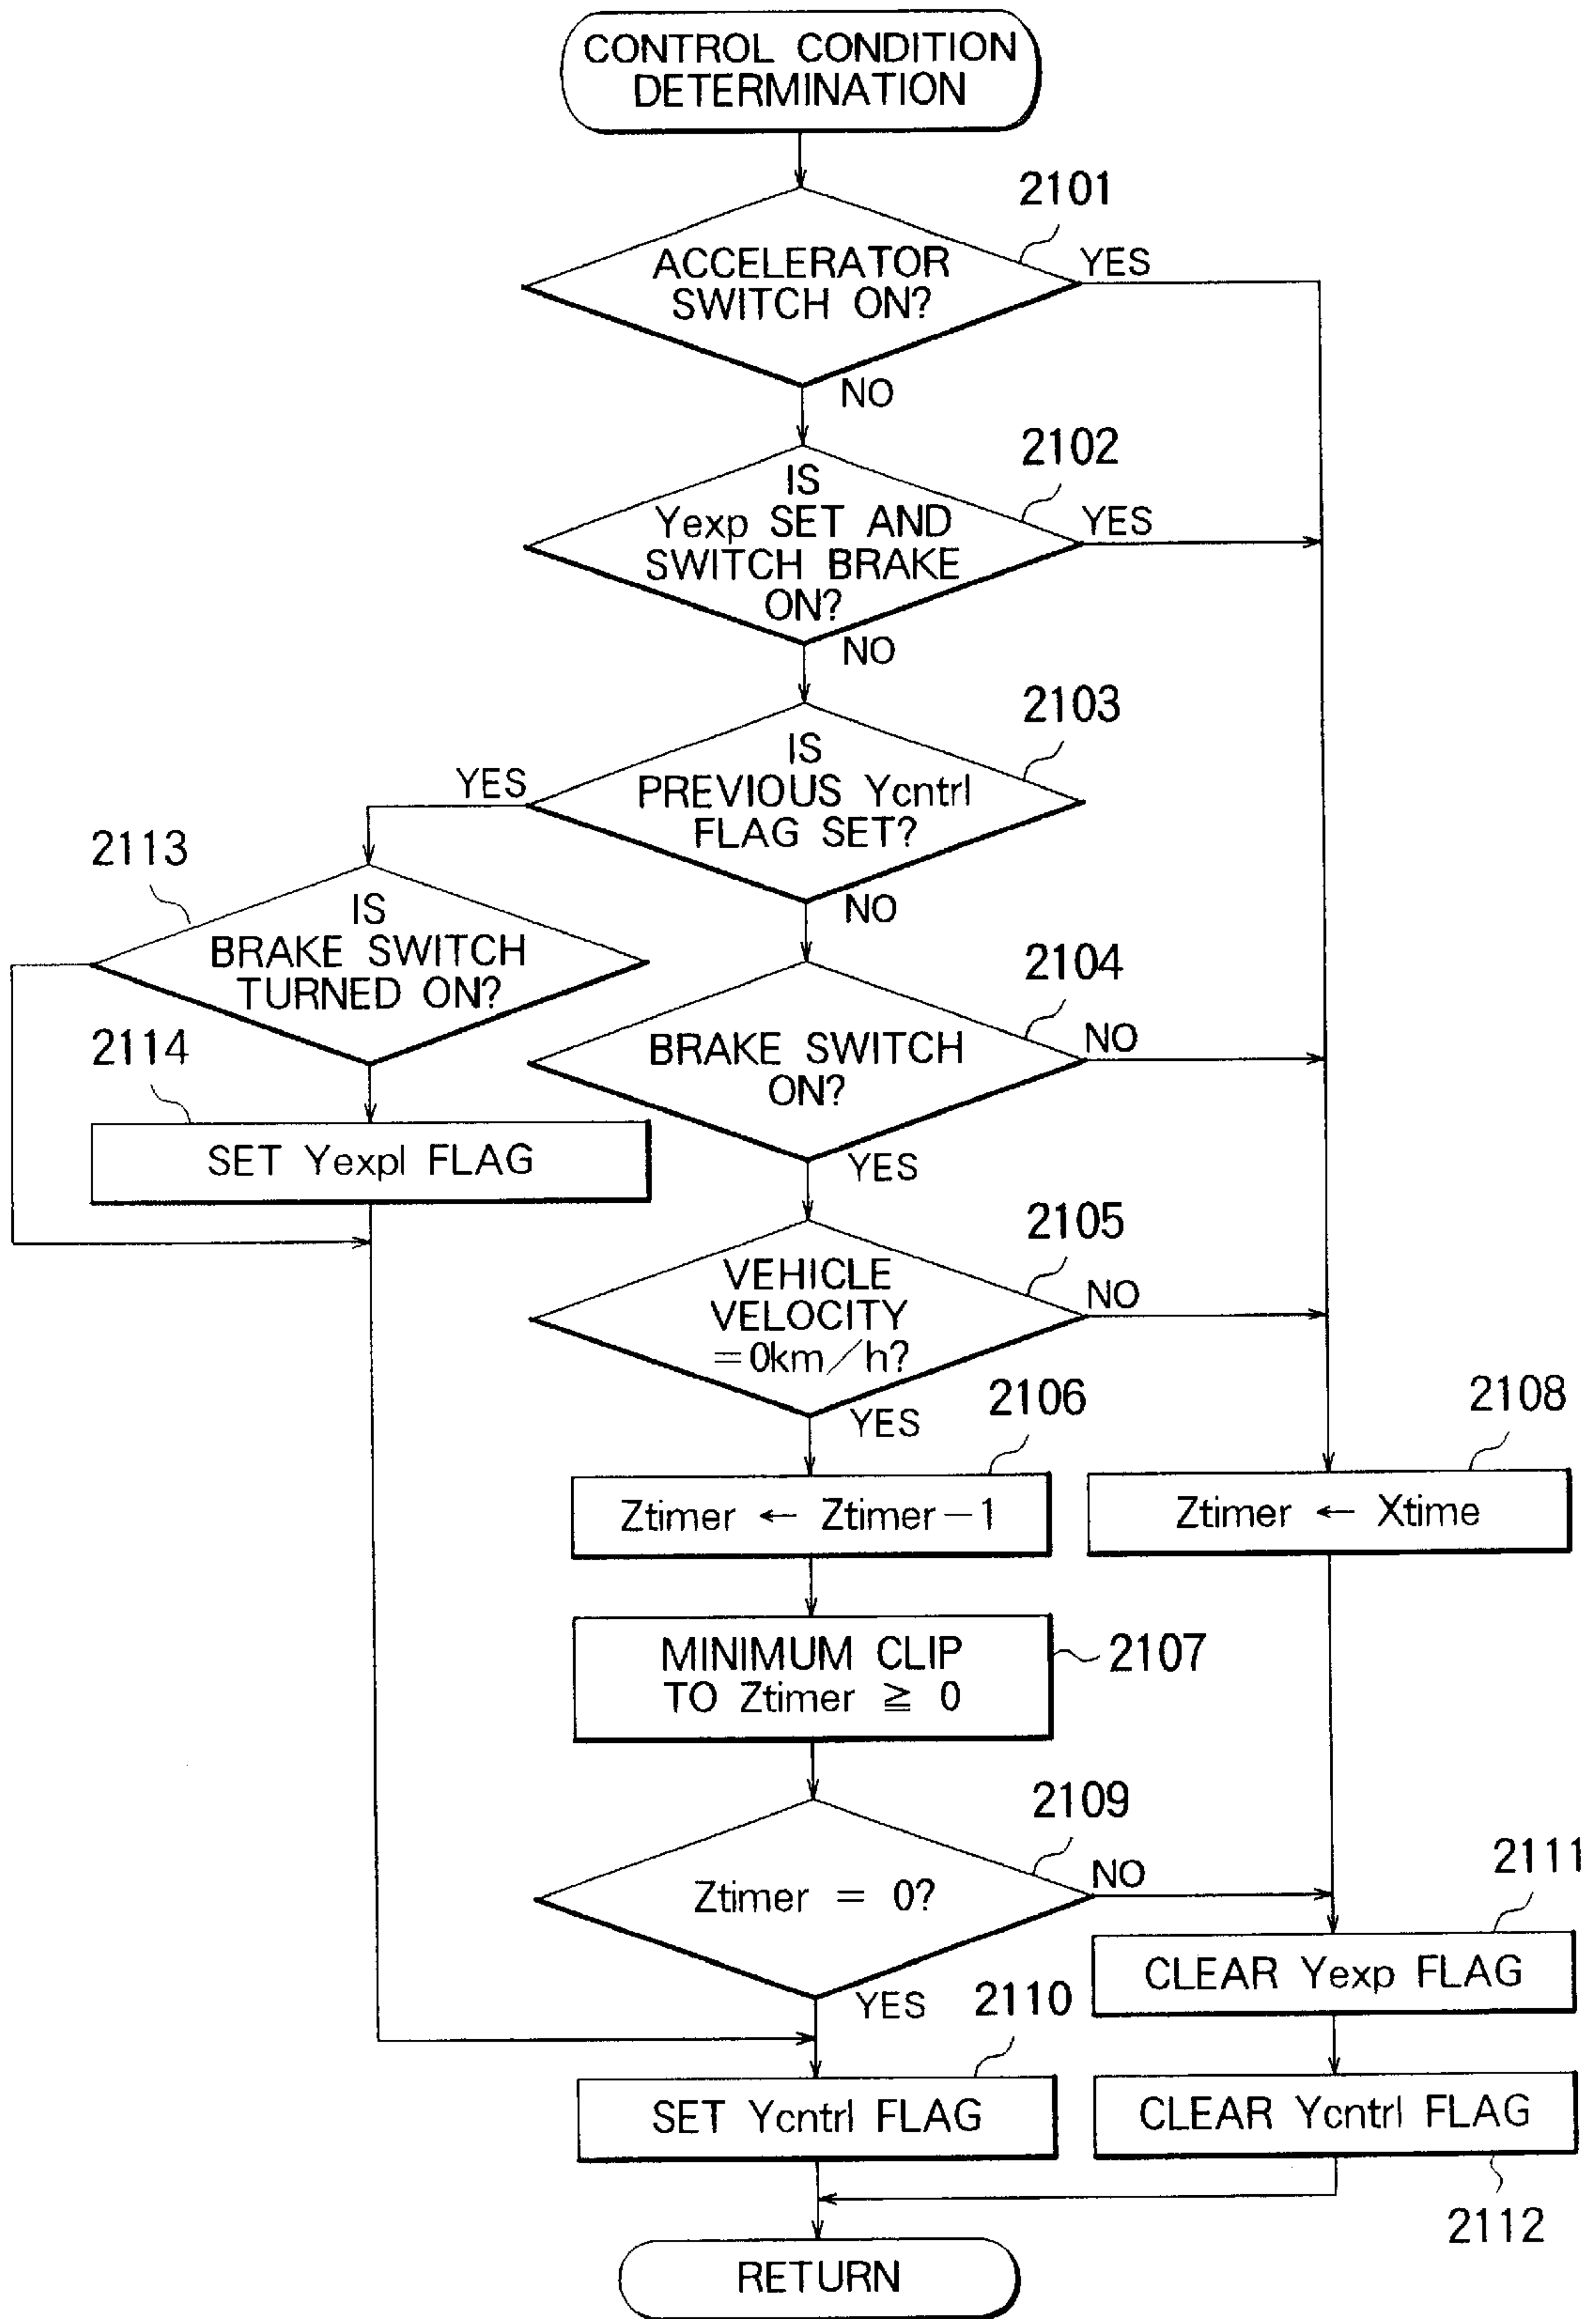 CONTROL CONDITION
DETERMINATION
2101
ACCELERATOR
SWITCH ON?
YES
NO
2102
IS
Yexp SET AND
SWITCH BRAKE
ON?
YES
NO
2103
IS
PREVIOUS Ycntrl
FLAG SET?
YES
NO
2113
IS
BRAKE SWITCH
TURNED ON?
2104
BRAKE SWITCH
ON?
NO
YES
2114
SET Yexpl FLAG
2105
VEHICLE
VELOCITY
=0km/h?
NO
YES
2106
Ztimer ← Ztimer-1
2108
Ztimer ← Xtime
MINIMUM CLIP
TO Ztimer ≧ 0
2107
2109
Ztimer = 0?
NO
YES
2111
CLEAR Yexp FLAG
2110
SET Ycntrl FLAG
CLEAR Ycntrl FLAG
2112
RETURN